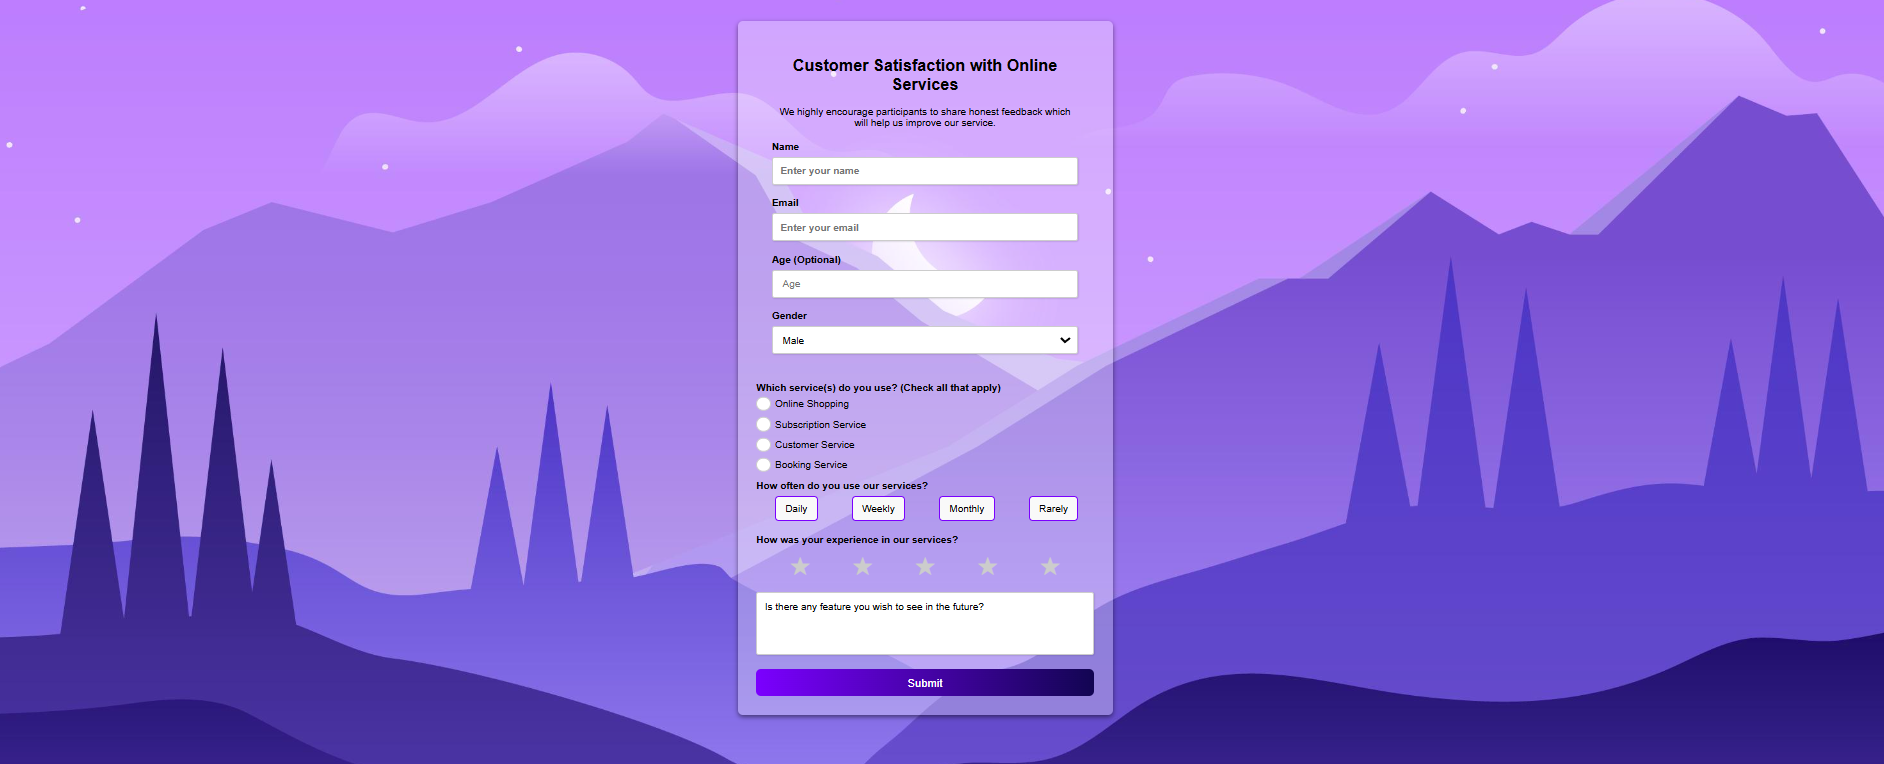 Customer Satisfaction with Online
Services
We highly encourage participants to share honest feedback which
will help us improve our service.
Name
Enter your name
Email
Enter your email
Age (Optional)
Age
Gender
Male
Which service(s) do you use? (Check all that apply)
Online Shopping
Subscription Service
Customer Service
Booking Service
How often do you use our services?
Daily Weekly Monthly Rarely
How was your experience in our services?
Is there any feature you wish to see in the future?
Submit